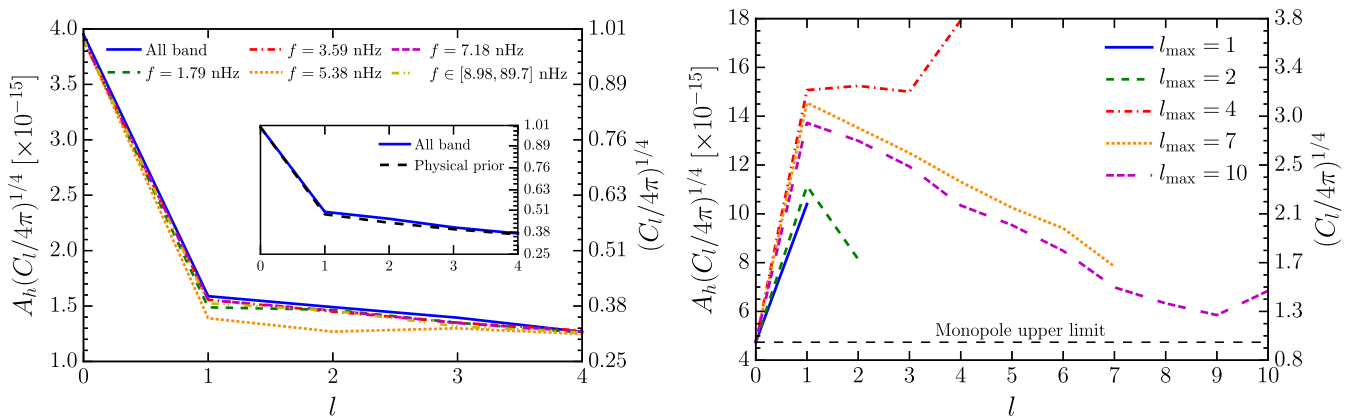 A_h(C_l/4π)^{1/4} [×10^{-15}]
4.0
3.5
3.0
2.5
2.0
1.5
1.0
All band
f = 1.79 nHz
f = 3.59 nHz
f = 5.38 nHz
f = 7.18 nHz
f ∈ [8.98, 89.7] nHz
1.01
0.89
0.76
0.63
0.51
0.38
0.25
(C_l/4π)^{1/4}
All band
Physical prior
1.01
0.89
0.76
0.63
0.51
0.38
0.25
0 1 2 3 4
0 1 2 3 4
l
A_h(C_l/4π)^{1/4} [×10^{-15}]
18
16
14
12
10
8
6
4
l_max = 1
l_max = 2
l_max = 4
l_max = 7
l_max = 10
Monopole upper limit
3.8
3.4
3.0
2.5
2.1
1.7
1.3
0.8
(C_l/4π)^{1/4}
0 1 2 3 4 5 6 7 8 9 10
l